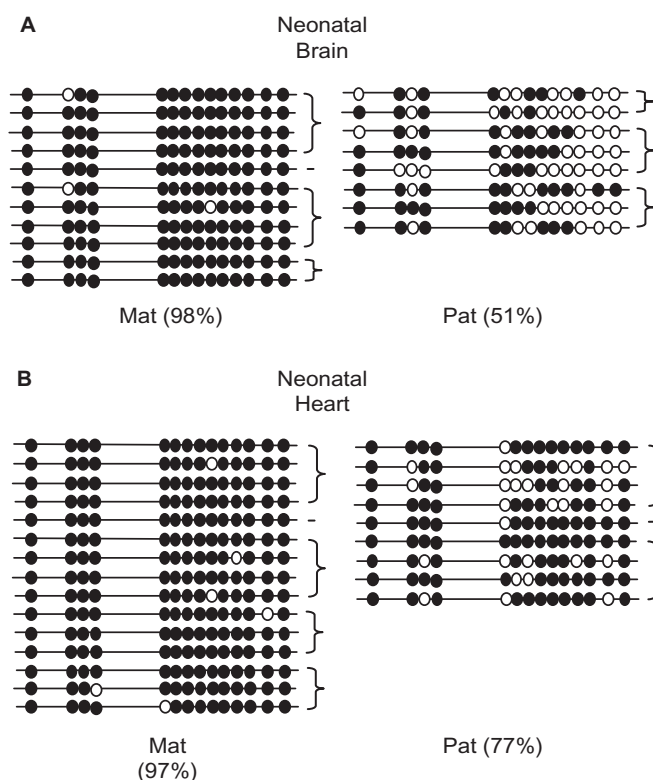 A
Neonatal
Brain
Mat (98%)
Pat (51%)
B
Neonatal
Heart
Mat
(97%)
Pat (77%)